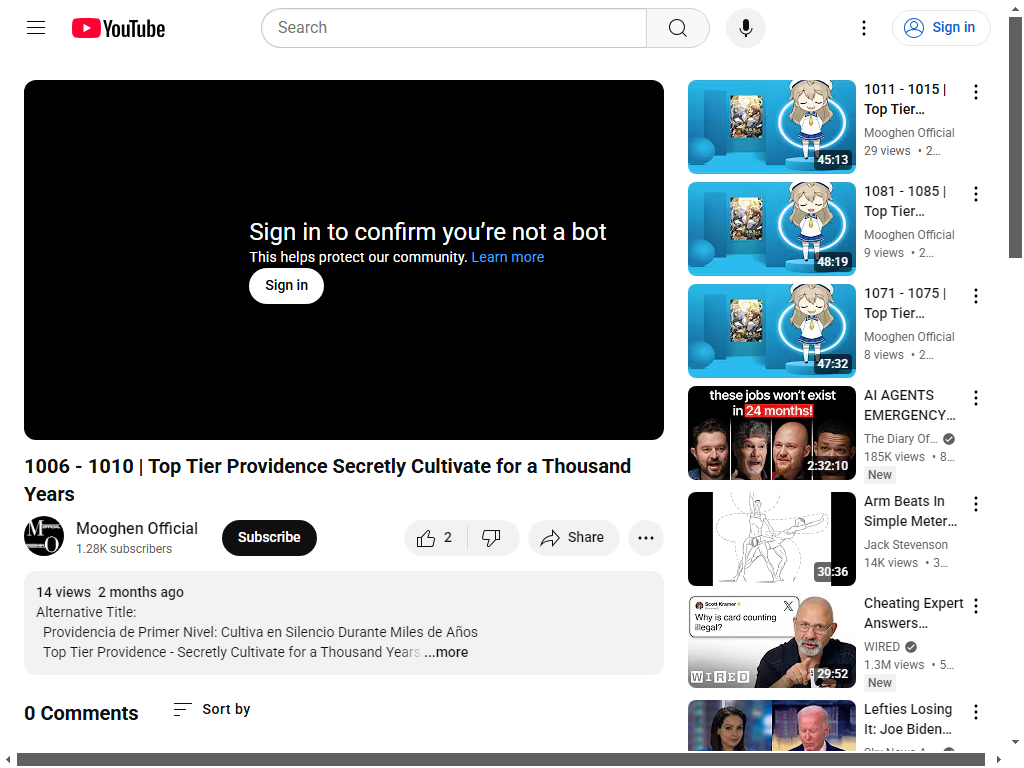 YouTube
Search
Sign in
Sign in to confirm you’re not a bot
This helps protect our community. Learn more
Sign in
1006 - 1010 | Top Tier Providence Secretly Cultivate for a Thousand
Years
Mooghen Official
1.28K subscribers
Subscribe
2
Share
14 views 2 months ago
Alternative Title:
Providencia de Primer Nivel: Cultiva en Silencio Durante Miles de Años
Top Tier Providence - Secretly Cultivate for a Thousand Years ...more
0 Comments
Sort by
45:13
1011 - 1015 |
Top Tier...
Mooghen Official
29 views • 2...
48:19
1081 - 1085 |
Top Tier...
Mooghen Official
9 views • 2...
47:32
1071 - 1075 |
Top Tier...
Mooghen Official
8 views • 2...
these jobs won't exist
in 24 months!
2:32:10
AI AGENTS
EMERGENCY...
The Diary Of...
185K views • 8...
New
30:36
Arm Beats In
Simple Meter...
Jack Stevenson
14K views • 3...
Scott Kramer
Why is card counting
illegal?
WIRED
29:52
Cheating Expert
Answers...
WIRED
1.3M views • 5...
New
Lefties Losing
It: Joe Biden...